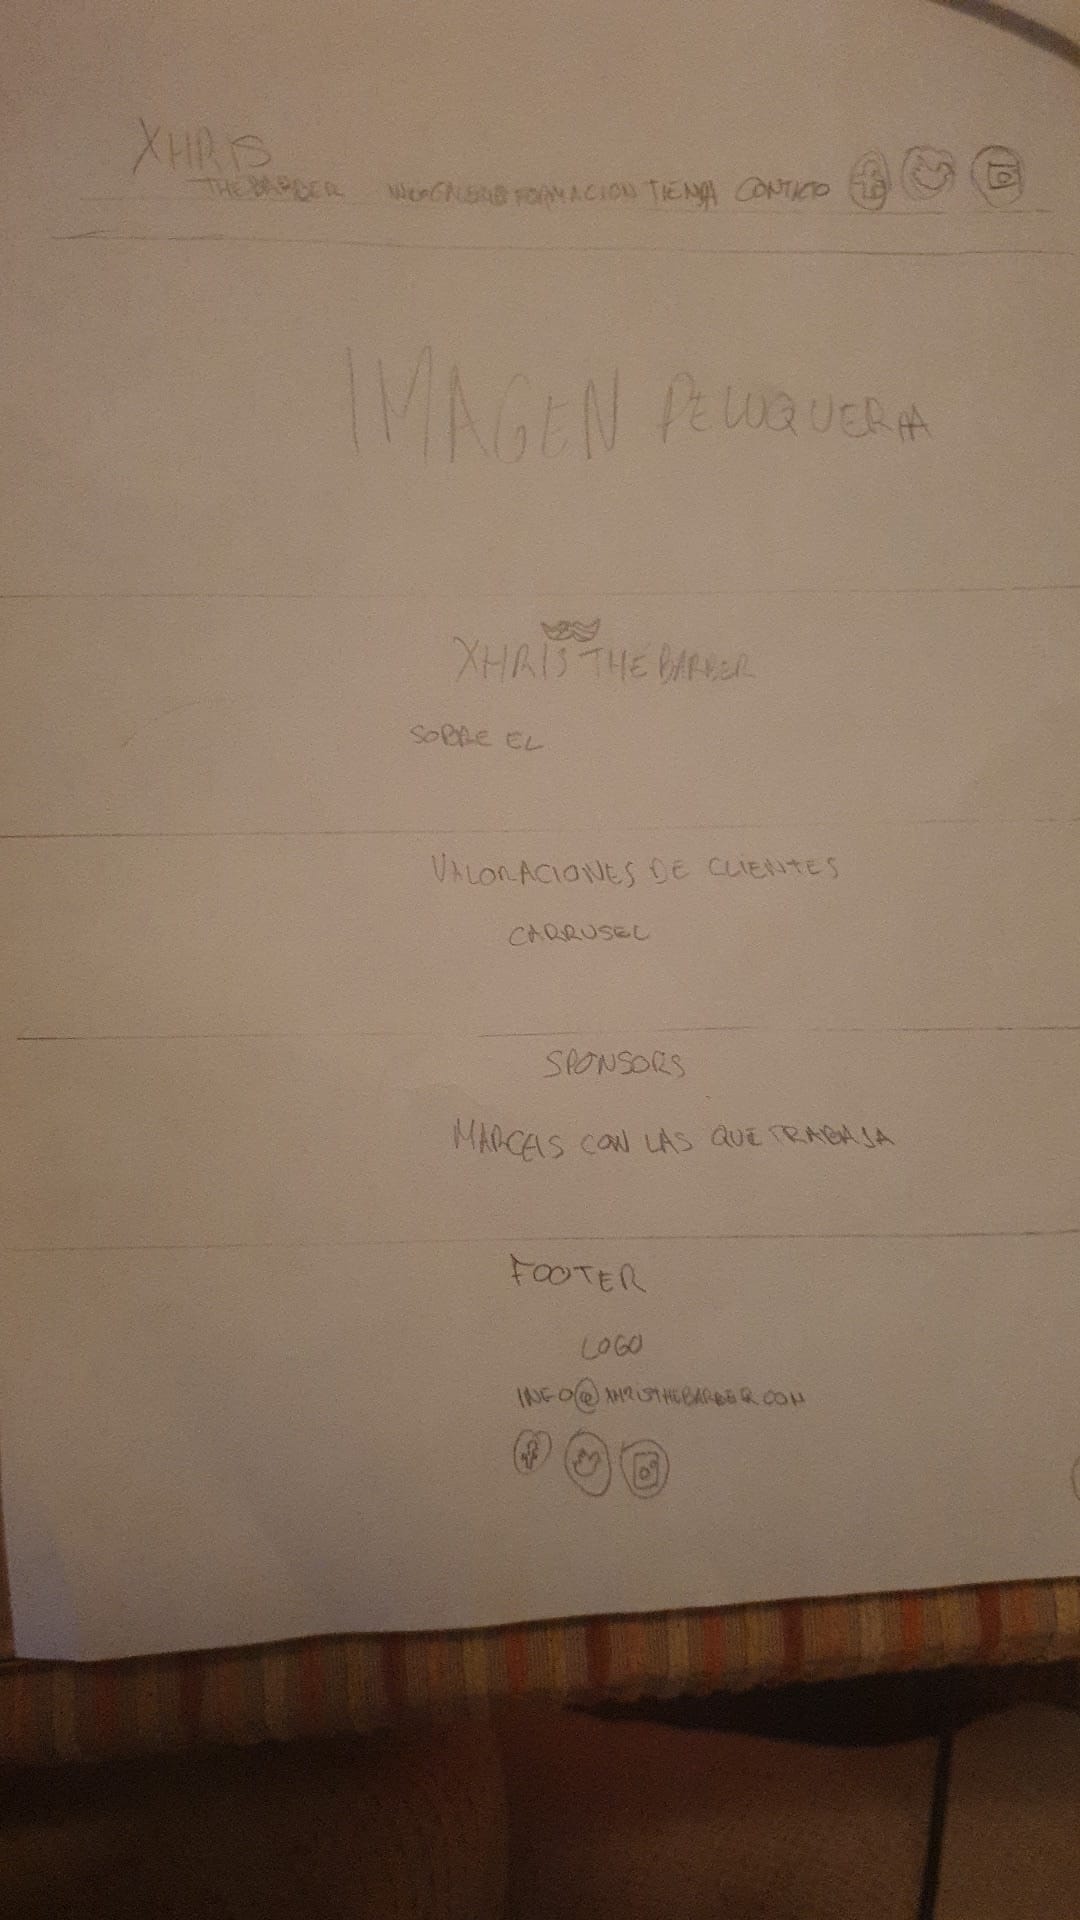 XHRIS
THE BARBER INICIO GALERIA FORMACION TIENDA CONTACTO
IMAGEN PELUQUERIA
XHRIS THE BARBER
SOBRE EL
VALORACIONES DE CLIENTES
CARRUSEL
SPONSORS
MARCAS CON LAS QUE TRABAJA
FOOTER
LOGO
INFO@XHRISTHEBARBER.COM